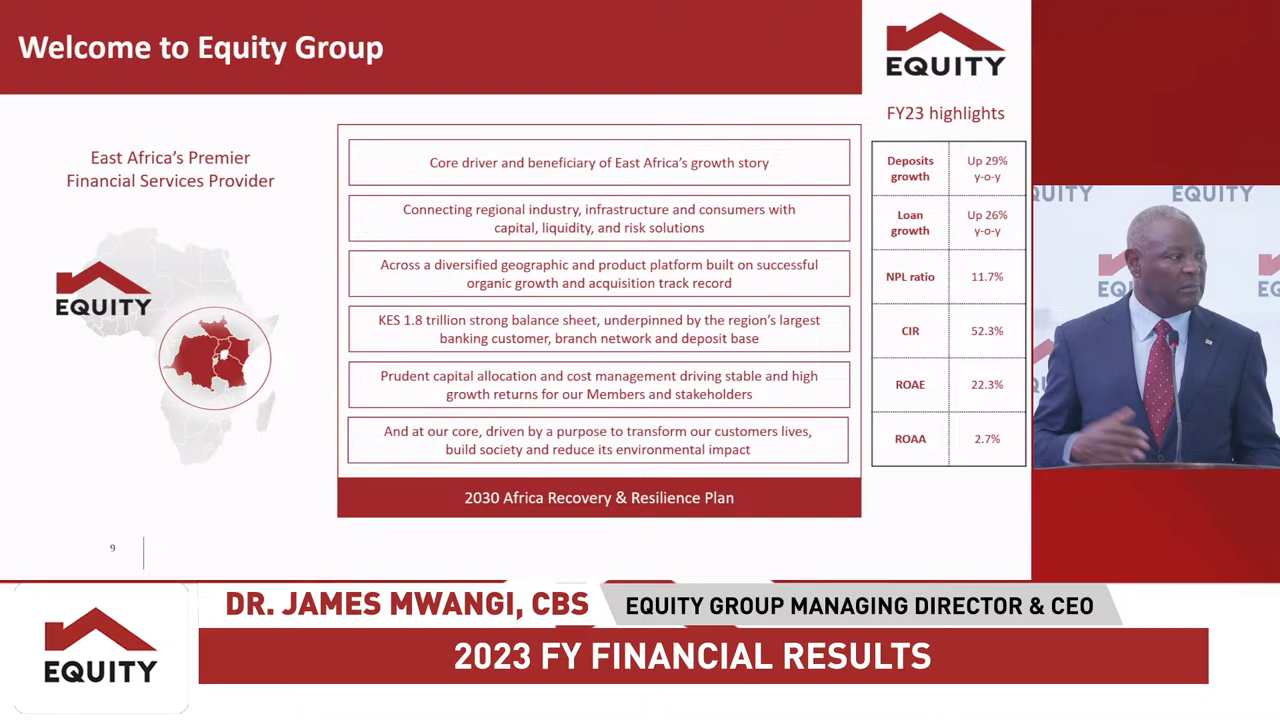 Welcome to Equity Group
EQUITY
FY23 highlights
East Africa's Premier
Financial Services Provider
EQUITY
Core driver and beneficiary of East Africa's growth story
Connecting regional industry, infrastructure and consumers with
capital, liquidity, and risk solutions
Across a diversified geographic and product platform built on successful
organic growth and acquisition track record
KES 1.8 trillion strong balance sheet, underpinned by the region's largest
banking customer, branch network and deposit base
Prudent capital allocation and cost management driving stable and high
growth returns for our Members and stakeholders
And at our core, driven by a purpose to transform our customers lives,
build society and reduce its environmental impact
2030 Africa Recovery & Resilience Plan
Deposits growth Up 29% y-o-y
Loan growth Up 26% y-o-y
NPL ratio 11.7%
CIR 52.3%
ROAE 22.3%
ROAA 2.7%
9
EQUITY
DR. JAMES MWANGI, CBS
EQUITY GROUP MANAGING DIRECTOR & CEO
2023 FY FINANCIAL RESULTS
EQUITY